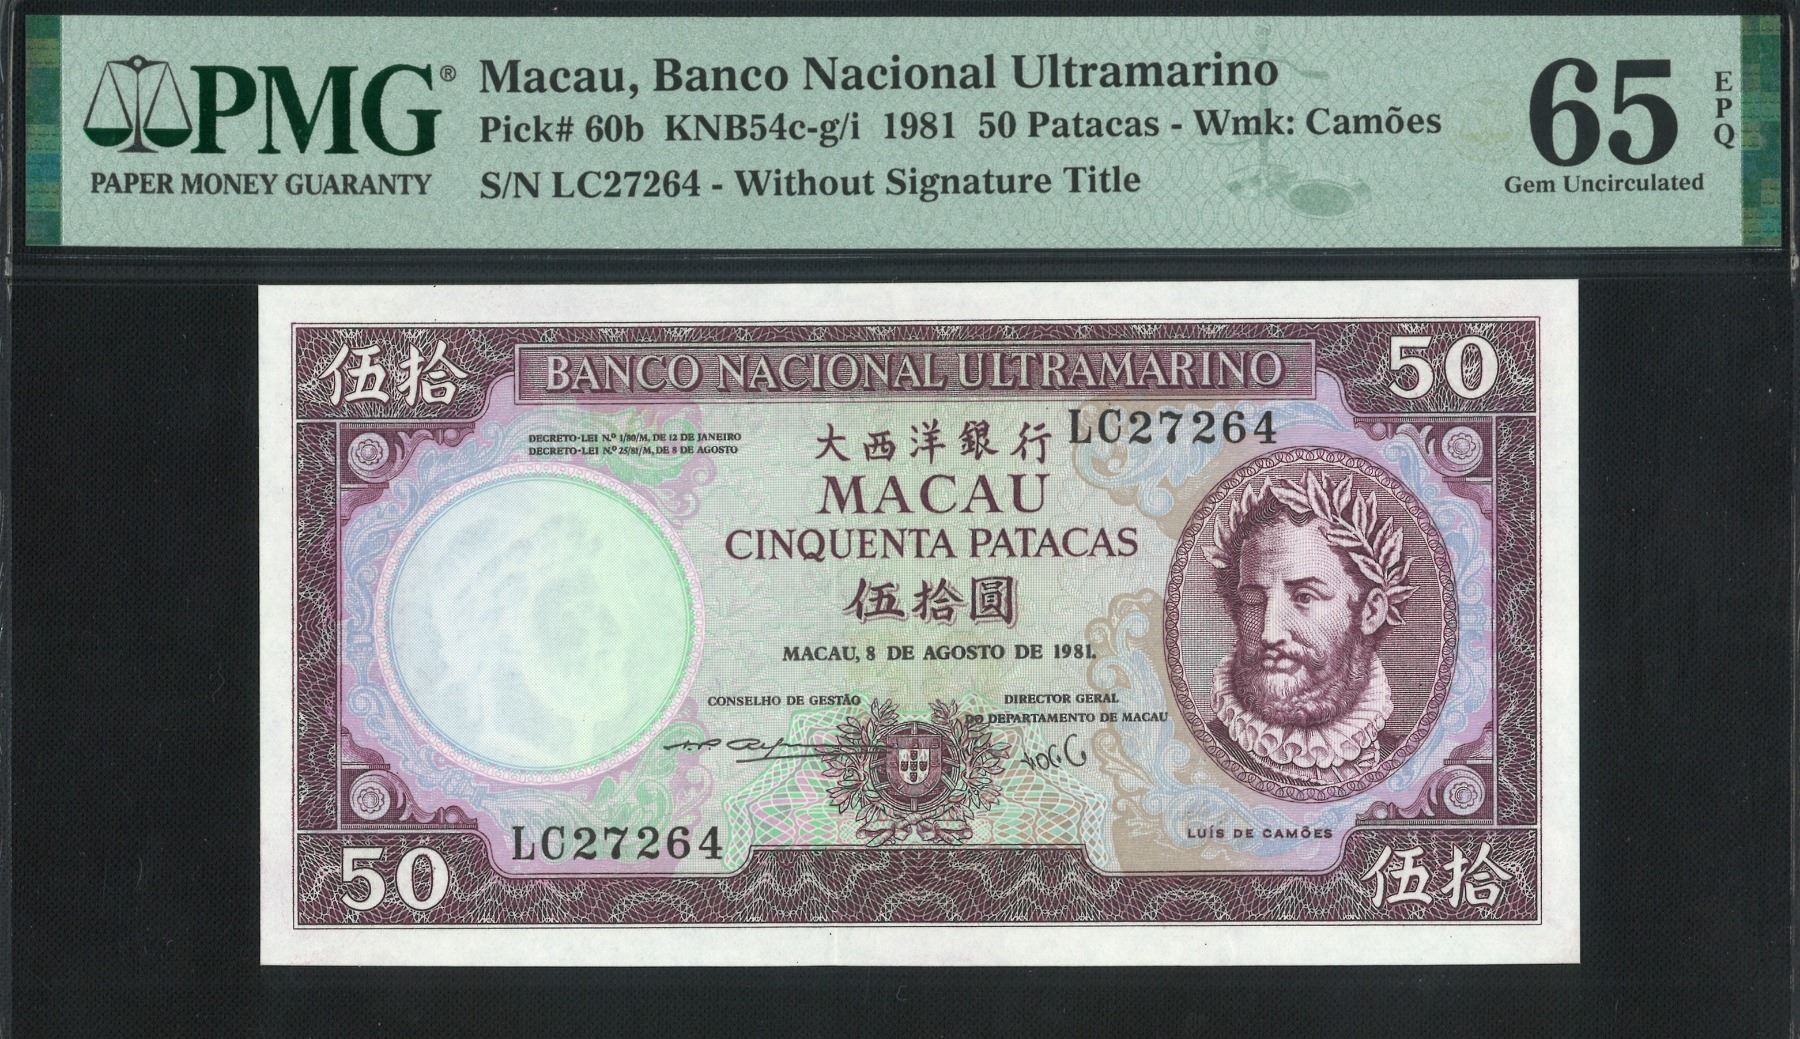 PMG®
PAPER MONEY GUARANTY
Macau, Banco Nacional Ultramarino
Pick# 60b KNB54c-g/i 1981 50 Patacas - Wmk: Camões
S/N LC27264 - Without Signature Title
65
EPQ
Gem Uncirculated
伍拾
BANCO NACIONAL ULTRAMARINO
50
DECRETO-LEI N.º 1/80/M, DE 12 DE JANEIRO
DECRETO-LEI N.º 25/81/M, DE 8 DE AGOSTO
大西洋銀行
LC27264
MACAU
CINQUENTA PATACAS
伍拾圓
MACAU, 8 DE AGOSTO DE 1981.
CONSELHO DE GESTÃO
DIRECTOR GERAL
DO DEPARTAMENTO DE MACAU
LC27264
LUÍS DE CAMÕES
50
伍拾